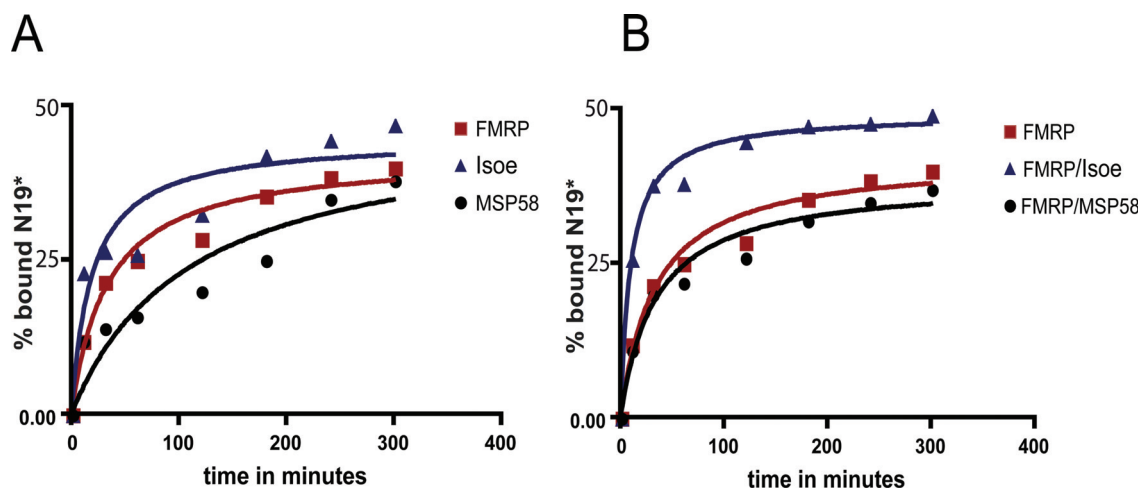 A
% bound N19*
50
25
0.00
0 100 200 300 400
time in minutes
FMRP
Isoe
MSP58
B
% bound N19*
50
25
0.00
0 100 200 300 400
time in minutes
FMRP
FMRP/Isoe
FMRP/MSP58